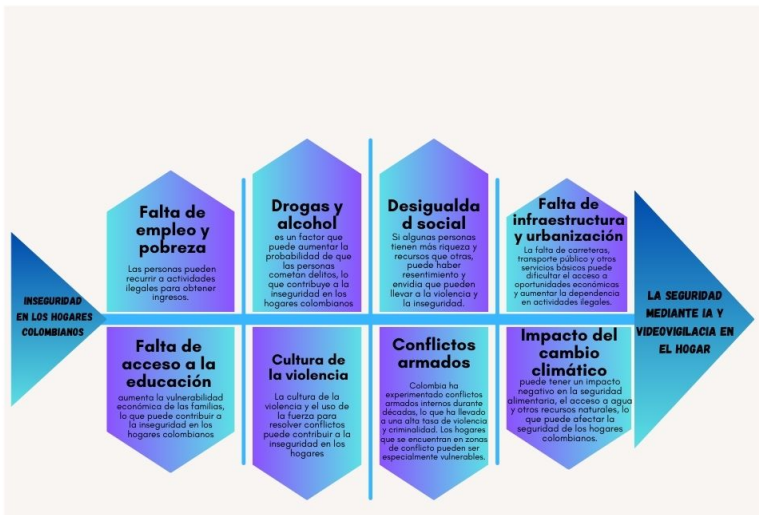 INSEGURIDAD
EN LOS HOGARES
COLOMBIANOS
Falta de
empleo y
pobreza
Las personas pueden
recurrir a actividades
ilegales para obtener
ingresos.
Drogas y
alcohol
es un factor que
puede aumentar la
probabilidad de que
las personas
cometan delitos, lo
que contribuye a la
inseguridad en los
hogares colombianos
Desigualda
d social
Si algunas personas
tienen más riqueza y
recursos que otras,
puede haber
resentimiento y
envidia que pueden
llevar a la violencia y
la inseguridad.
Falta de
infraestructura
y urbanización
La falta de carreteras,
transporte público y otros
servicios básicos puede
dificultar el acceso a
oportunidades económicas
y aumentar la dependencia
en actividades ilegales.
Falta de
acceso a la
educación
aumenta la vulnerabilidad
económica de las familias,
lo que puede contribuir a
la inseguridad en los
hogares colombianos
Cultura de
la violencia
La cultura de la
violencia y el uso de
la fuerza para
resolver conflictos
puede contribuir a la
inseguridad en los
hogares
Conflictos
armados
Colombia ha
experimentado conflictos
armados internos durante
décadas, lo que ha llevado
a una alta tasa de violencia
y criminalidad. Los hogares
que se encuentran en zonas
de conflicto pueden ser
especialmente vulnerables.
Impacto del
cambio
climático
puede tener un impacto
negativo en la seguridad
alimentaria, el acceso a agua
y otros recursos naturales, lo
que puede afectar la
seguridad de los hogares
colombianos.
LA SEGURIDAD
MEDIANTE IA Y
VIDEOVIGILACIA EN
EL HOGAR